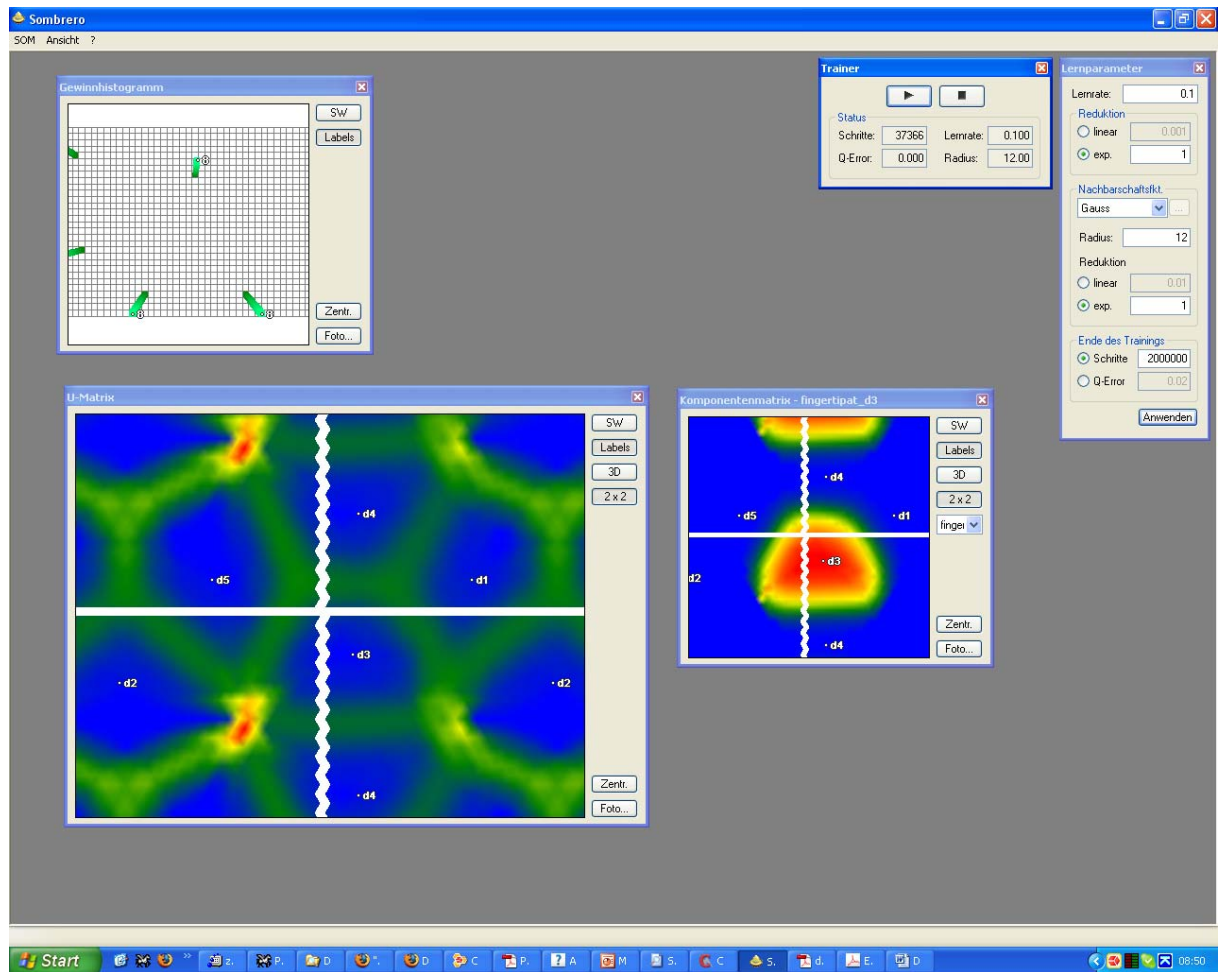 Sombrero
SOM Ansicht ?
Gewinnhistogramm
SW
Labels
8
8
8
Zentr.
Foto...
Trainer
Status
Schritte: 37366 Lernrate: 0.100
Q-Error: 0.000 Radius: 12.00
Lernparameter
Lernrate: 0.1
Reduktion
linear 0.001
exp. 1
Nachbarschaftsfkt.
Gauss ...
Radius: 12
Reduktion
linear 0.01
exp. 1
Ende des Trainings
Schritte 2000000
Q-Error 0.02
Anwenden
U-Matrix
SW
Labels
3D
2 x 2
d4
d5 d1
d3
d2 d2
d4
Zentr.
Foto...
Komponentenmatrix - fingertipat_d3
SW
Labels
3D
2 x 2
finger
d4
d5 d1
d3
d2
d4
Zentr.
Foto...
Start » z. P. D ". D C P. A M S. C S. d. E. D 08:50